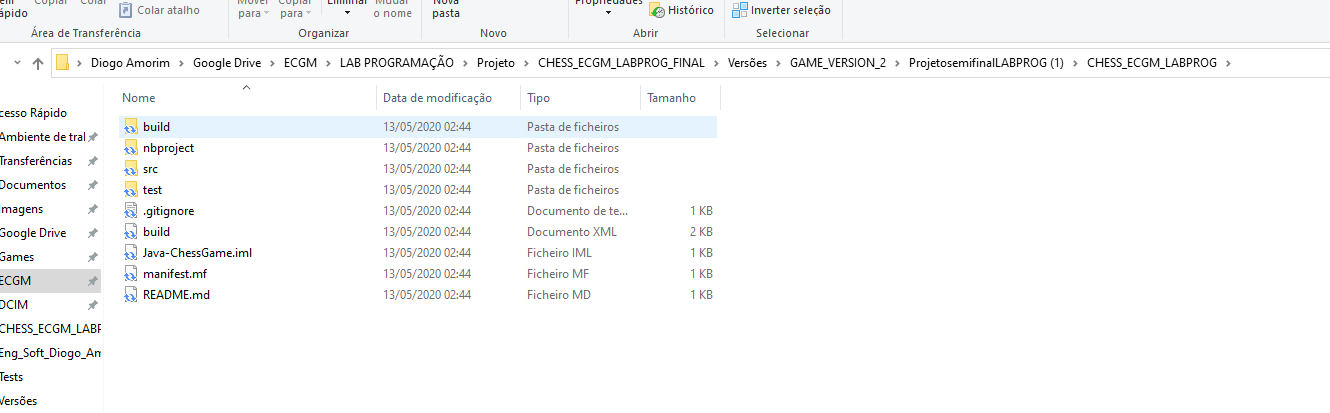 Copiar Colar
Rápido
Colar atalho
Mover Copiar Eliminar Mudar
para para o nome
Nova
pasta
Propriedades
Histórico
Inverter seleção
Área de Transferência Organizar Novo Abrir Selecionar
Diogo Amorim Google Drive ECGM LAB PROGRAMAÇÃO Projeto CHESS_ECGM_LABPROG_FINAL Versões GAME_VERSION_2 ProjetosemifinalLABPROG (1) CHESS_ECGM_LABPROG
Nome Data de modificação Tipo Tamanho
build 13/05/2020 02:44 Pasta de ficheiros
nbproject 13/05/2020 02:44 Pasta de ficheiros
src 13/05/2020 02:44 Pasta de ficheiros
test 13/05/2020 02:44 Pasta de ficheiros
.gitignore 13/05/2020 02:44 Documento de te... 1 KB
build 13/05/2020 02:44 Documento XML 2 KB
Java-ChessGame.iml 13/05/2020 02:44 Ficheiro IML 1 KB
manifest.mf 13/05/2020 02:44 Ficheiro MF 1 KB
README.md 13/05/2020 02:44 Ficheiro MD 1 KB
cesso Rápido
Ambiente de tral
Transferências
Documentos
Imagens
Google Drive
Games
ECGM
DCIM
CHESS_ECGM_LABP
Eng_Soft_Diogo_Am
Tests
Versões